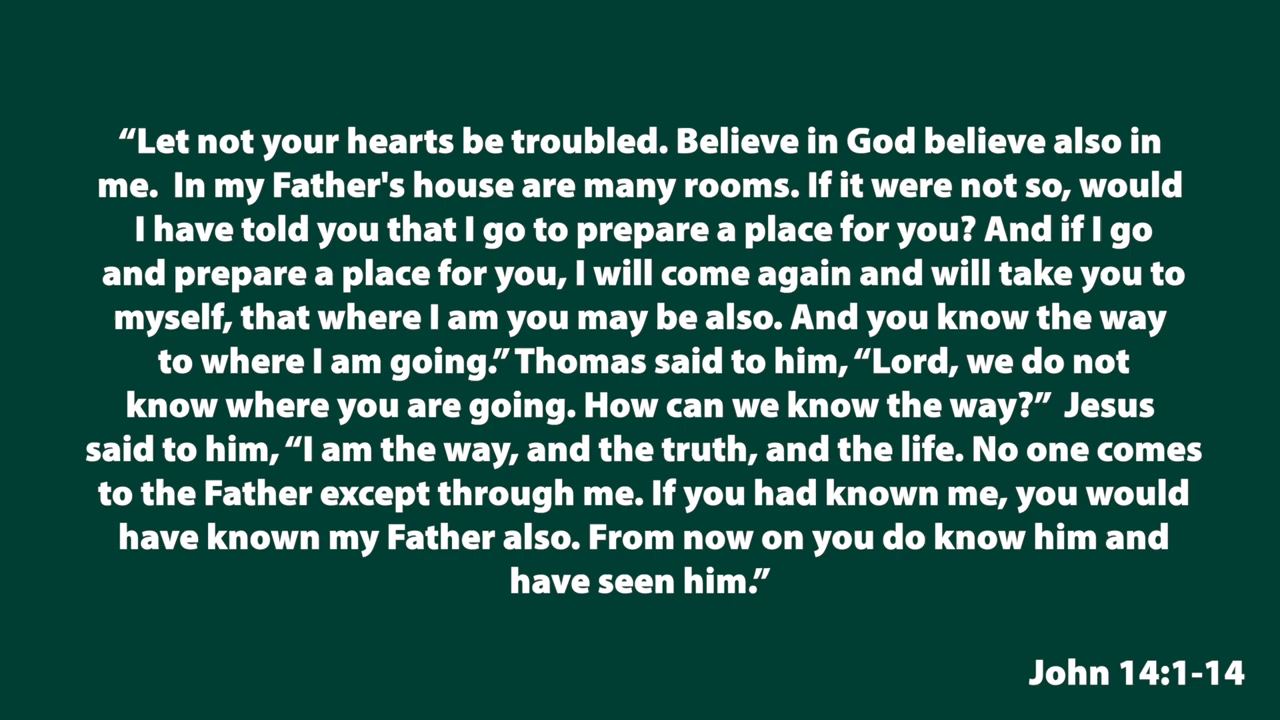 “Let not your hearts be troubled. Believe in God believe also in
me.  In my Father's house are many rooms. If it were not so, would
I have told you that I go to prepare a place for you? And if I go
and prepare a place for you, I will come again and will take you to
myself, that where I am you may be also. And you know the way
to where I am going.” Thomas said to him, “Lord, we do not
know where you are going. How can we know the way?”  Jesus
said to him, “I am the way, and the truth, and the life. No one comes
to the Father except through me. If you had known me, you would
have known my Father also. From now on you do know him and
have seen him.”
John 14:1-14